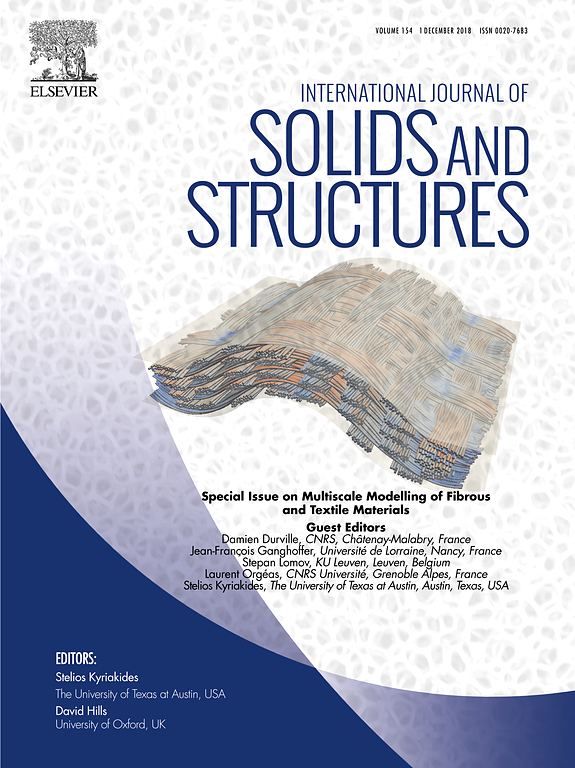 VOLUME 154 1 DECEMBER 2018 ISSN 0020-7683
ELSEVIER
INTERNATIONAL JOURNAL OF
SOLIDS AND
STRUCTURES
Special Issue on Multiscale Modelling of Fibrous
and Textile Materials
Guest Editors
Damien Durville, CNRS, Châtenay-Malabry, France
Jean-François Ganghoffer, Université de Lorraine, Nancy, France
Stepan Lomov, KU Leuven, Leuven, Belgium
Laurent Orgéas, CNRS Université, Grenoble Alpes, France
Stelios Kyriakides, The University of Texas at Austin, Austin, Texas, USA
EDITORS:
Stelios Kyriakides
The University of Texas at Austin, USA
David Hills
University of Oxford, UK